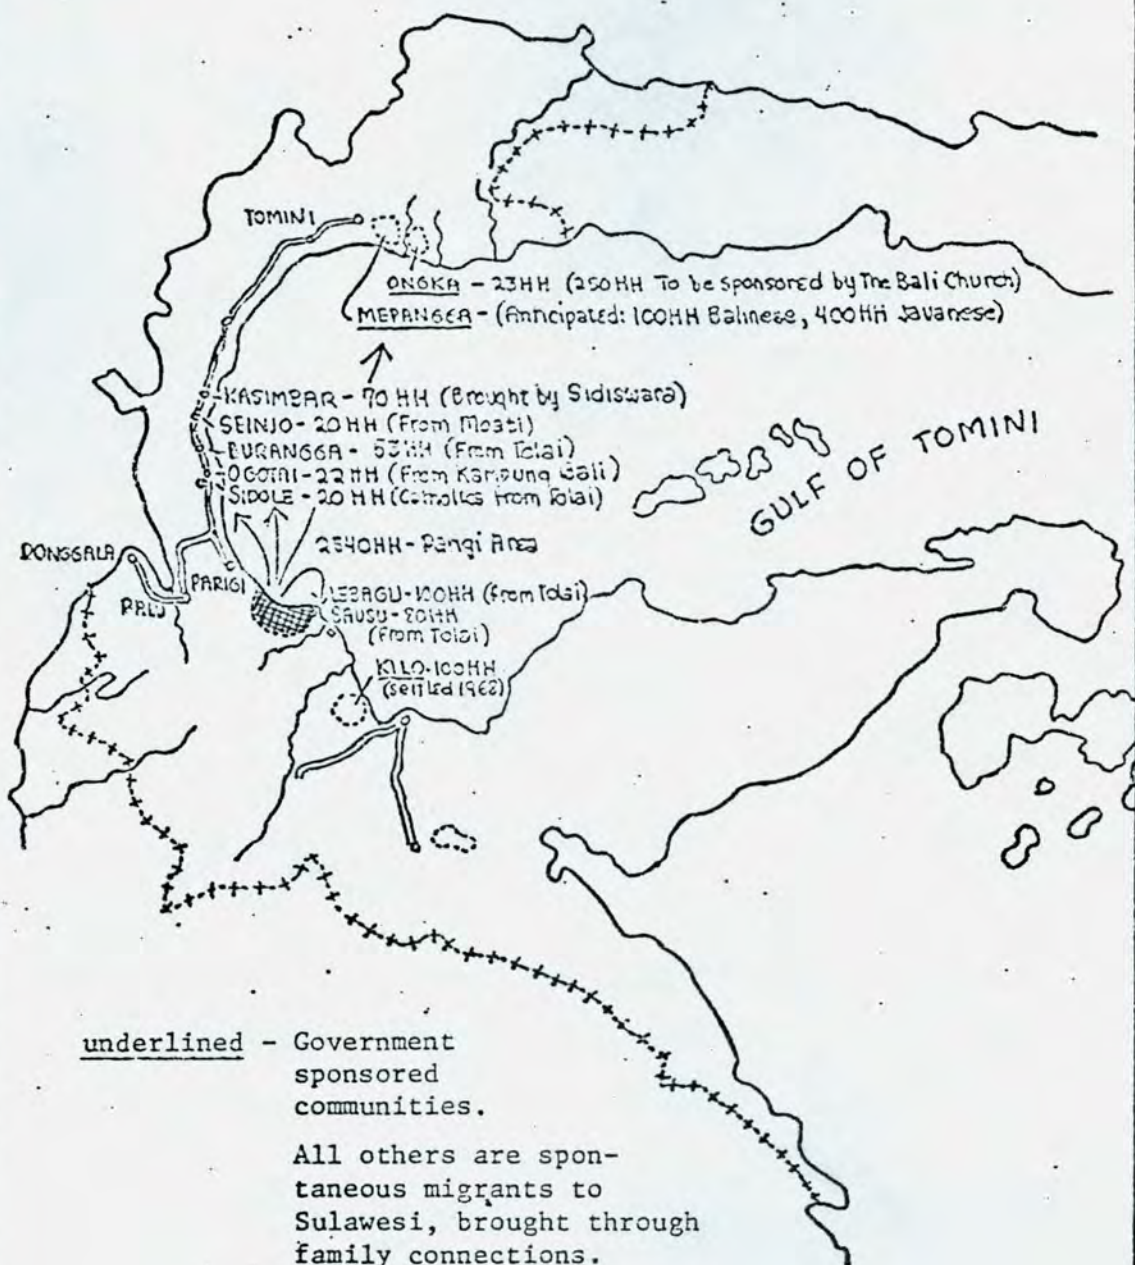 TOMINI
ONGKA - 23HH (250HH To be sponsored by The Bali Church)
MEPANGGA - (Anticipated: 100HH Balinese, 400HH Javanese)
KASIMBAR - 70 HH (Brought by Sidiswara)
SEINJO - 20 HH (From Moati)
BURANGGA - 53HH (From Tolai)
OGOTAI - 22 HH (From Kampung Bali)
SIDOLE - 20 HH (Catholics from Tolai)
GULF OF TOMINI
2540HH - Parigi Area
DONGGALA
PARIGI
PALU
LEBAGU - 100HH (from Tolai)
SAUSU - 80HH
(From Tolai)
KILO - 100HH
(settled 1968)
underlined - Government
sponsored
communities.
All others are spon-
taneous migrants to
Sulawesi, brought through
family connections.